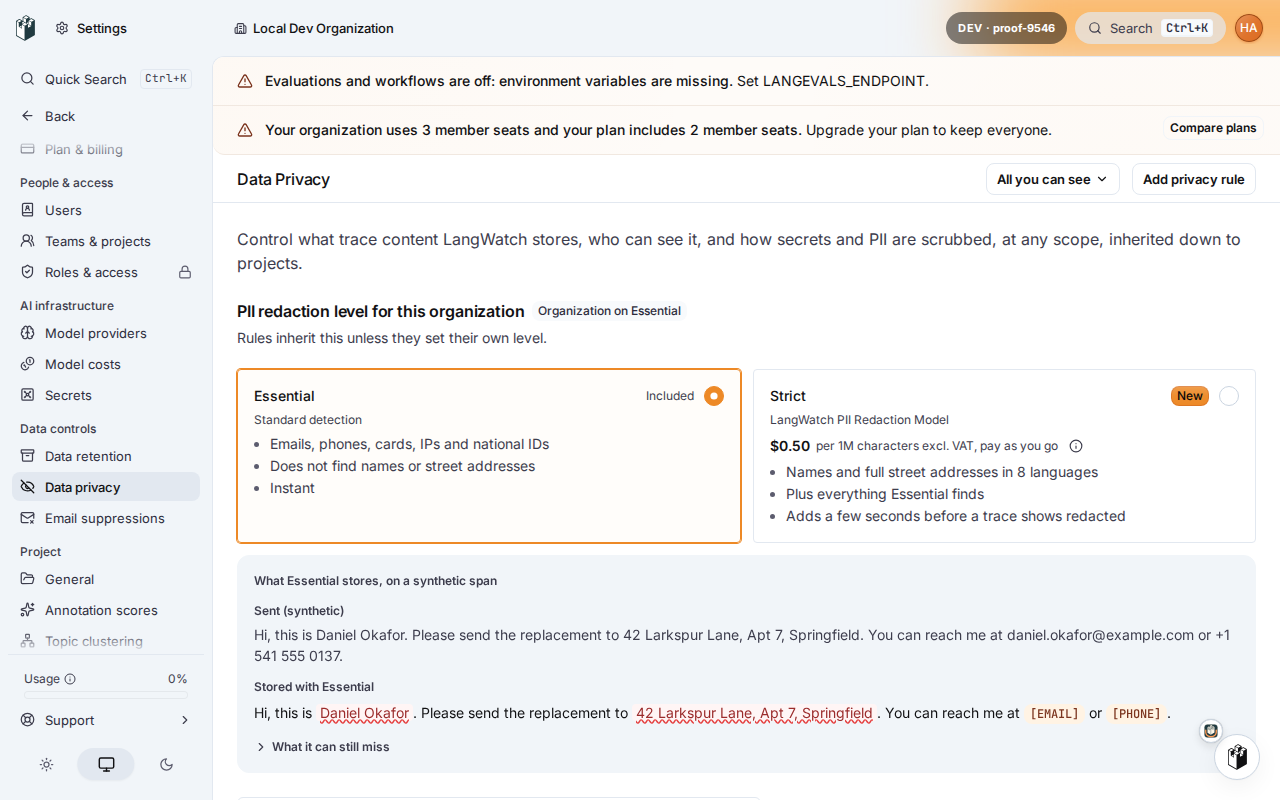 Settings
Local Dev Organization
DEV · proof-9546
Search Ctrl+K
HA
Quick Search Ctrl+K
Back
Plan & billing
People & access
Users
Teams & projects
Roles & access
AI infrastructure
Model providers
Model costs
Secrets
Data controls
Data retention
Data privacy
Email suppressions
Project
General
Annotation scores
Topic clustering
Usage 0%
Support
Evaluations and workflows are off: environment variables are missing. Set LANGEVALS_ENDPOINT.
Your organization uses 3 member seats and your plan includes 2 member seats. Upgrade your plan to keep everyone.
Compare plans
Data Privacy
All you can see
Add privacy rule
Control what trace content LangWatch stores, who can see it, and how secrets and PII are scrubbed, at any scope, inherited down to
projects.
PII redaction level for this organization Organization on Essential
Rules inherit this unless they set their own level.
Essential Included
Standard detection
Emails, phones, cards, IPs and national IDs
Does not find names or street addresses
Instant
Strict New
LangWatch PII Redaction Model
$0.50 per 1M characters excl. VAT, pay as you go
Names and full street addresses in 8 languages
Plus everything Essential finds
Adds a few seconds before a trace shows redacted
What Essential stores, on a synthetic span
Sent (synthetic)
Hi, this is Daniel Okafor. Please send the replacement to 42 Larkspur Lane, Apt 7, Springfield. You can reach me at daniel.okafor@example.com or +1
541 555 0137.
Stored with Essential
Hi, this is Daniel Okafor . Please send the replacement to 42 Larkspur Lane, Apt 7, Springfield . You can reach me at [EMAIL] or [PHONE] .
What it can still miss